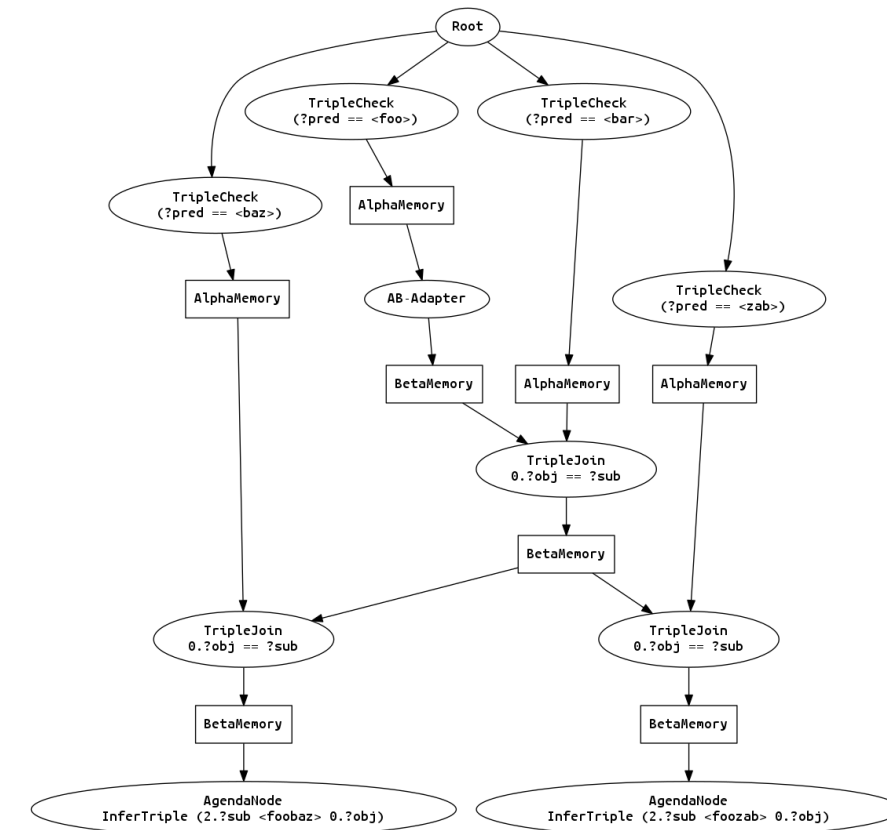 Root
TripleCheck
(?pred == <foo>)
TripleCheck
(?pred == <bar>)
TripleCheck
(?pred == <baz>)
AlphaMemory
TripleCheck
(?pred == <zab>)
AlphaMemory
AB-Adapter
BetaMemory
AlphaMemory
AlphaMemory
TripleJoin
0.?obj == ?sub
BetaMemory
TripleJoin
0.?obj == ?sub
TripleJoin
0.?obj == ?sub
BetaMemory
BetaMemory
AgendaNode
InferTriple (2.?sub <foobaz> 0.?obj)
AgendaNode
InferTriple (2.?sub <foozab> 0.?obj)